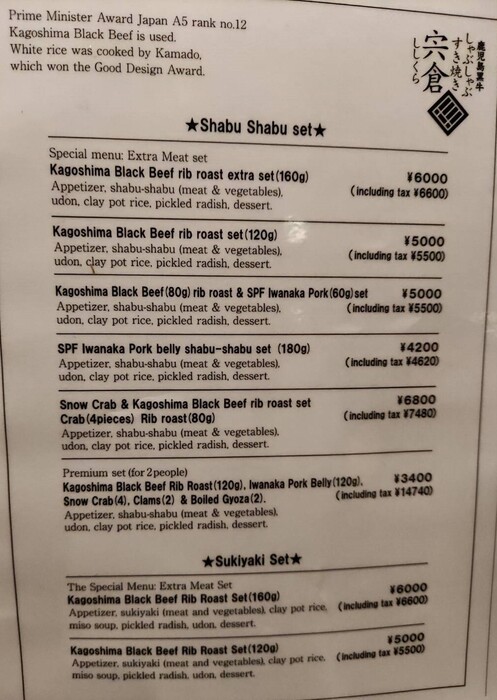 Prime Minister Award Japan A5 rank no.12
Kagoshima Black Beef is used.
White rice was cooked by Kamado,
which won the Good Design Award.
鹿児島黒牛
しゃぶしゃぶ
すき焼き
宍倉
ししくら
★Shabu Shabu set★
Special menu: Extra Meat set
Kagoshima Black Beef rib roast extra set(160g) ¥6000
Appetizer, shabu-shabu (meat & vegetables), (including tax ¥6600)
udon, clay pot rice, pickled radish, dessert.
Kagoshima Black Beef rib roast set(120g) ¥5000
Appetizer, shabu-shabu (meat & vegetables), (including tax ¥5500)
udon, clay pot rice, pickled radish, dessert.
Kagoshima Black Beef(80g) rib roast & SPF Iwanaka Pork(60g)set ¥5000
Appetizer, shabu-shabu (meat & vegetables), (including tax ¥5500)
udon, clay pot rice, pickled radish, dessert.
SPF Iwanaka Pork belly shabu-shabu set (180g) ¥4200
Appetizer, shabu-shabu (meat & vegetables), (including tax ¥4620)
udon, clay pot rice, pickled radish, dessert.
Snow Crab & Kagoshima Black Beef rib roast set ¥6800
Crab(4pieces) Rib roast(80g) (including tax ¥7480)
Appetizer, shabu-shabu (meat & vegetables),
udon, clay pot rice, pickled radish, dessert.
Premium set (for 2people)
Kagoshima Black Beef Rib Roast(120g), Iwanaka Pork Belly(120g), ¥3400
Snow Crab(4), Clams(2) & Boiled Gyoza(2). (including tax ¥14740)
Appetizer, shabu-shabu (meat & vegetables),
udon, clay pot rice, pickled radish, dessert.
★Sukiyaki Set★
The Special Menu: Extra Meat Set
Kagoshima Black Beef Rib Roast Set(160g) ¥6000
Appetizer, sukiyaki (meat and vegetables), clay pot rice, (including tax ¥6600)
miso soup, pickled radish, udon, dessert.
Kagoshima Black Beef Rib Roast Set(120g) ¥5000
Appetizer, sukiyaki (meat and vegetables), clay pot rice, (including tax ¥5500)
miso soup, pickled radish, udon, dessert.